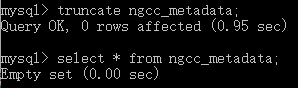 mysql> truncate ngcc_metadata;
Query OK, 0 rows affected (0.95 sec)
mysql> select * from ngcc_metadata;
Empty set (0.00 sec)